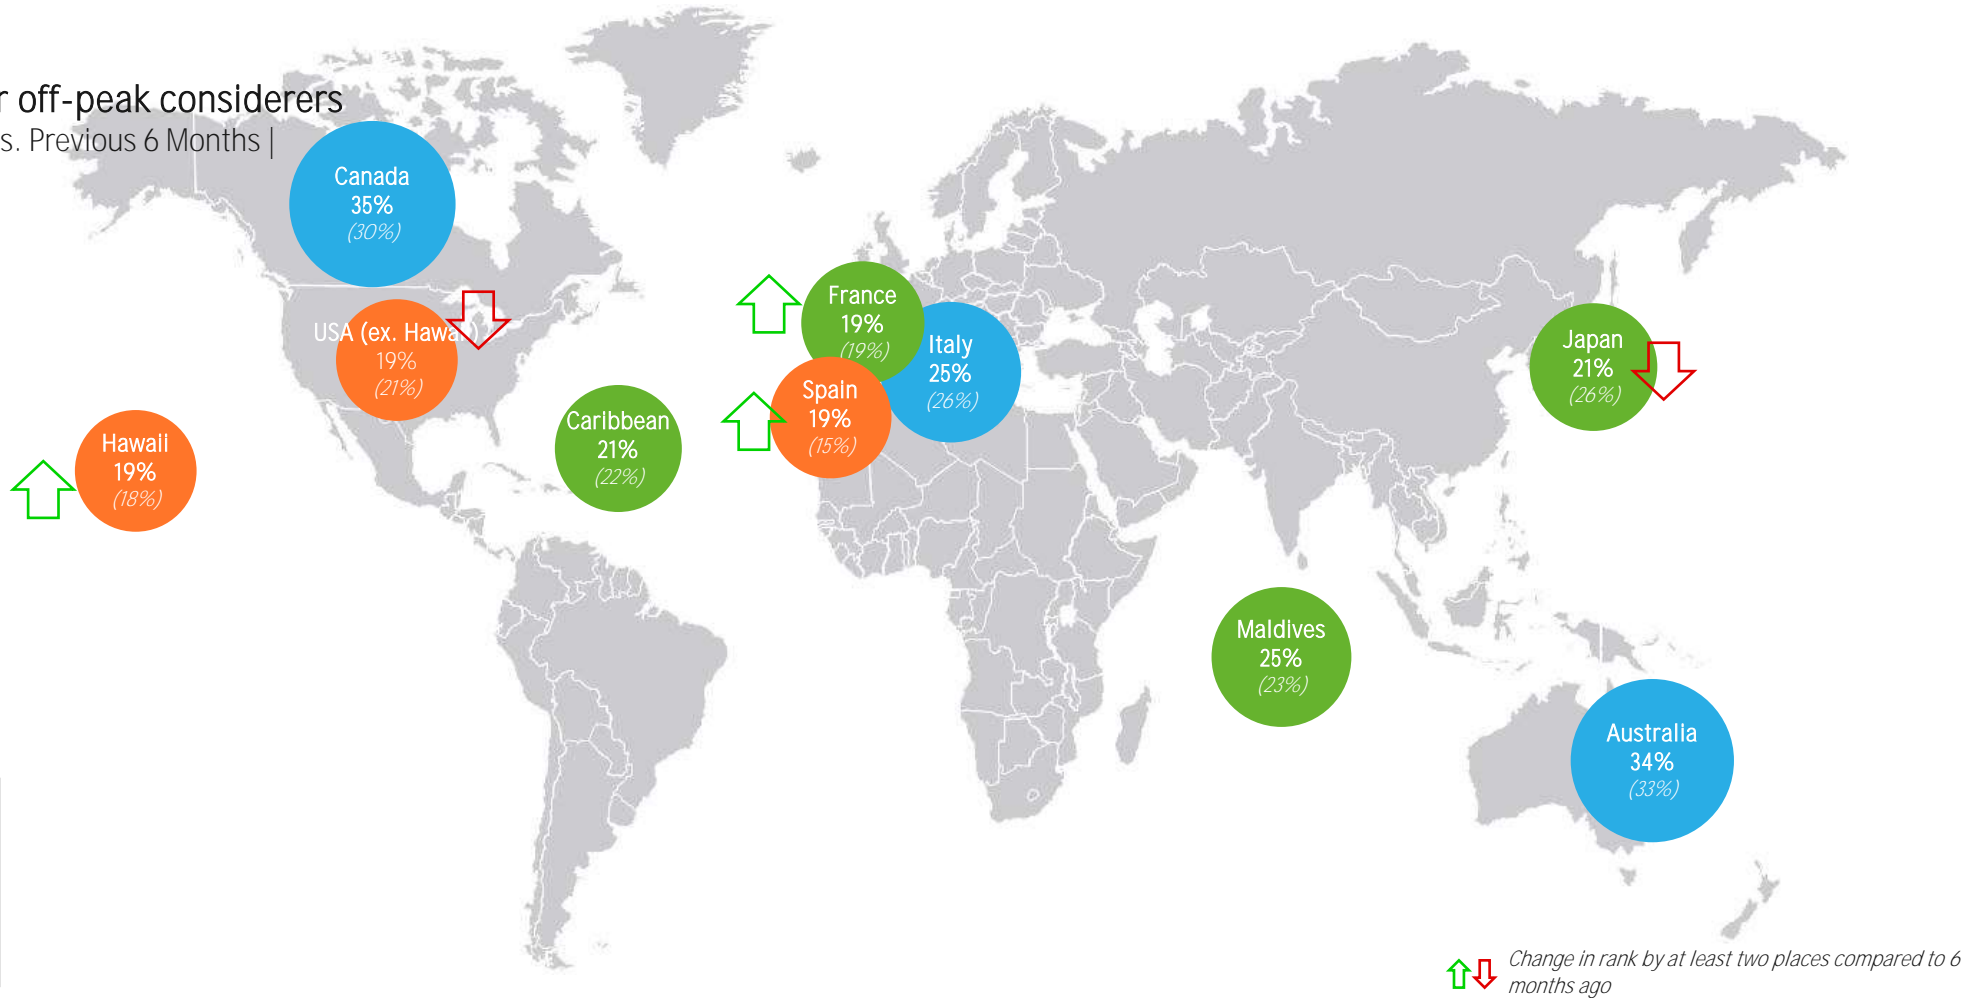 r off-peak considerers
s. Previous 6 Months |
Canada
35%
(30%)
USA (ex. Hawaii)
19%
(21%)
Hawaii
19%
(18%)
Caribbean
21%
(22%)
France
19%
(19%)
Italy
25%
(26%)
Spain
19%
(15%)
Japan
21%
(26%)
Maldives
25%
(23%)
Australia
34%
(33%)
Change in rank by at least two places compared to 6
months ago